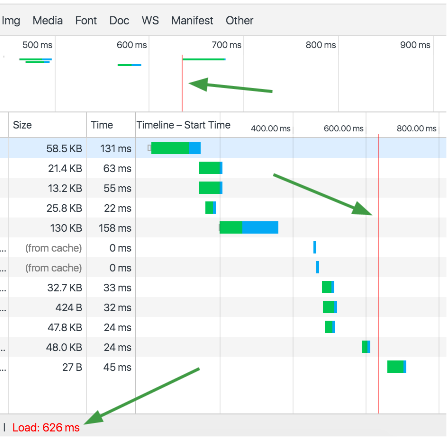 Img Media Font Doc WS Manifest Other
500 ms 600 ms 700 ms 800 ms 900 ms
Size Time Timeline – Start Time 400.00 ms 600.00 ms 800.00 ms
58.5 KB 131 ms
21.4 KB 63 ms
13.2 KB 55 ms
25.8 KB 22 ms
130 KB 158 ms
... (from cache) 0 ms
... (from cache) 0 ms
... 32.7 KB 33 ms
... 424 B 32 ms
47.8 KB 24 ms
... 48.0 KB 24 ms
... 27 B 45 ms
| Load: 626 ms